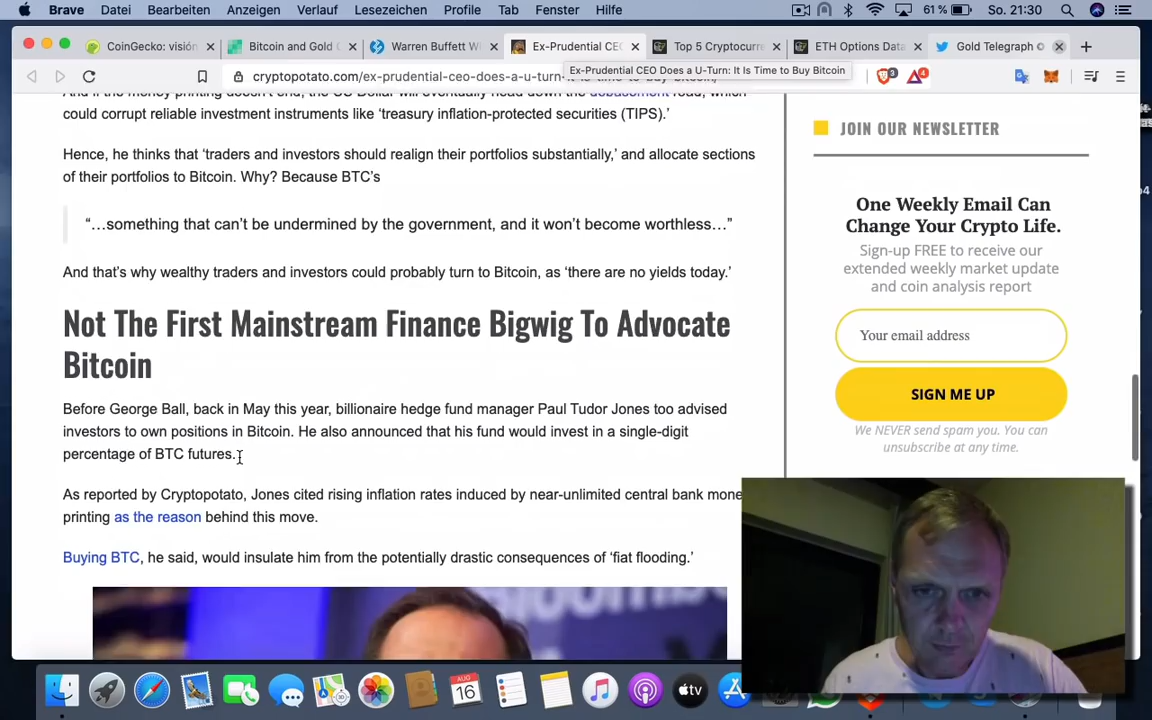 Brave Datei Bearbeiten Anzeigen Verlauf Lesezeichen Profile Tab Fenster Hilfe 61 % So. 21:30
CoinGecko: visión Bitcoin and Gold Warren Buffett W Ex-Prudential CEO Top 5 Cryptocurre ETH Options Data Gold Telegraph
cryptopotato.com/ex-prudential-ceo-does-a-u-turn-
Ex-Prudential CEO Does a U-Turn: It Is Time to Buy Bitcoin
And if the money printing doesn't end, the US Dollar will eventually head down the debasement road, which
could corrupt reliable investment instruments like 'treasury inflation-protected securities (TIPS).'
Hence, he thinks that 'traders and investors should realign their portfolios substantially,' and allocate sections
of their portfolios to Bitcoin. Why? Because BTC's
“…something that can't be undermined by the government, and it won't become worthless…”
And that's why wealthy traders and investors could probably turn to Bitcoin, as 'there are no yields today.'
Not The First Mainstream Finance Bigwig To Advocate
Bitcoin
Before George Ball, back in May this year, billionaire hedge fund manager Paul Tudor Jones too advised
investors to own positions in Bitcoin. He also announced that his fund would invest in a single-digit
percentage of BTC futures.
As reported by Cryptopotato, Jones cited rising inflation rates induced by near-unlimited central bank mone
printing as the reason behind this move.
Buying BTC, he said, would insulate him from the potentially drastic consequences of 'fiat flooding.'
JOIN OUR NEWSLETTER
One Weekly Email Can
Change Your Crypto Life.
Sign-up FREE to receive our
extended weekly market update
and coin analysis report
Your email address
SIGN ME UP
We NEVER send spam you. You can
unsubscribe at any time.
AUG
16
tv